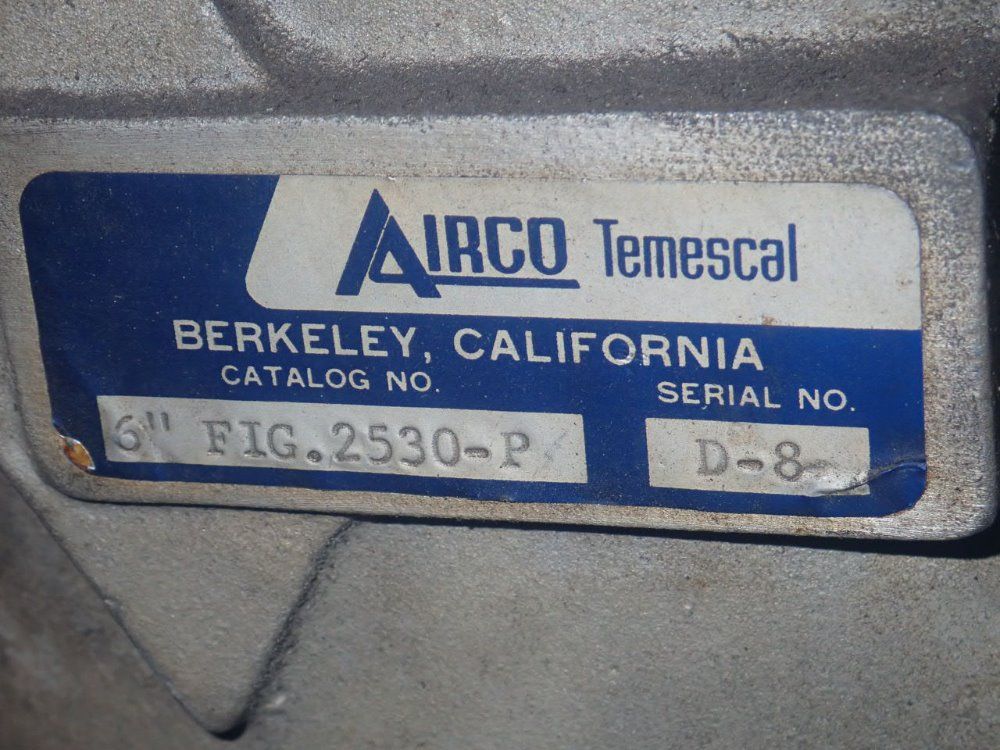 AIRCO Temescal
BERKELEY, CALIFORNIA
CATALOG NO. SERIAL NO.
6" FIG.2530-P D-8-